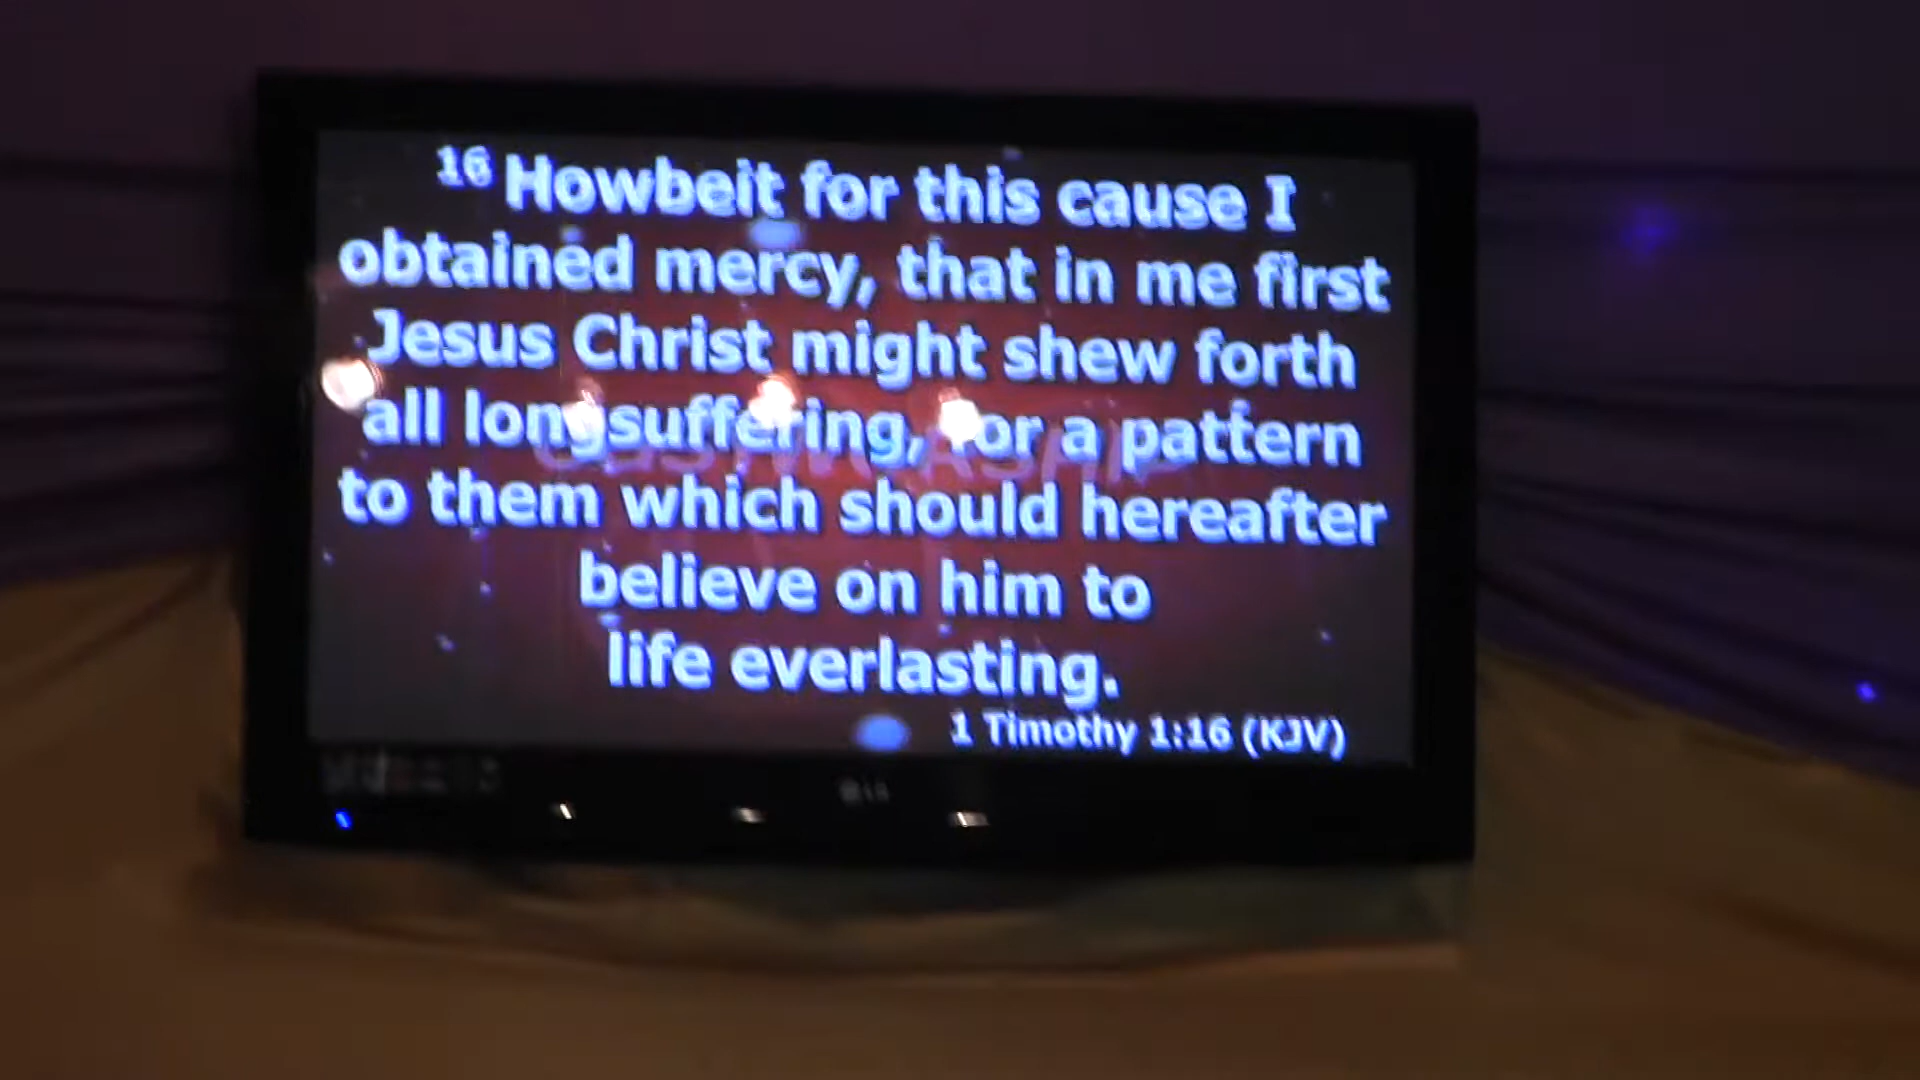 16 Howbeit for this cause I
obtained mercy, that in me first
Jesus Christ might shew forth
all longsuffering, for a pattern
to them which should hereafter
believe on him to
life everlasting.
1 Timothy 1:16 (KJV)